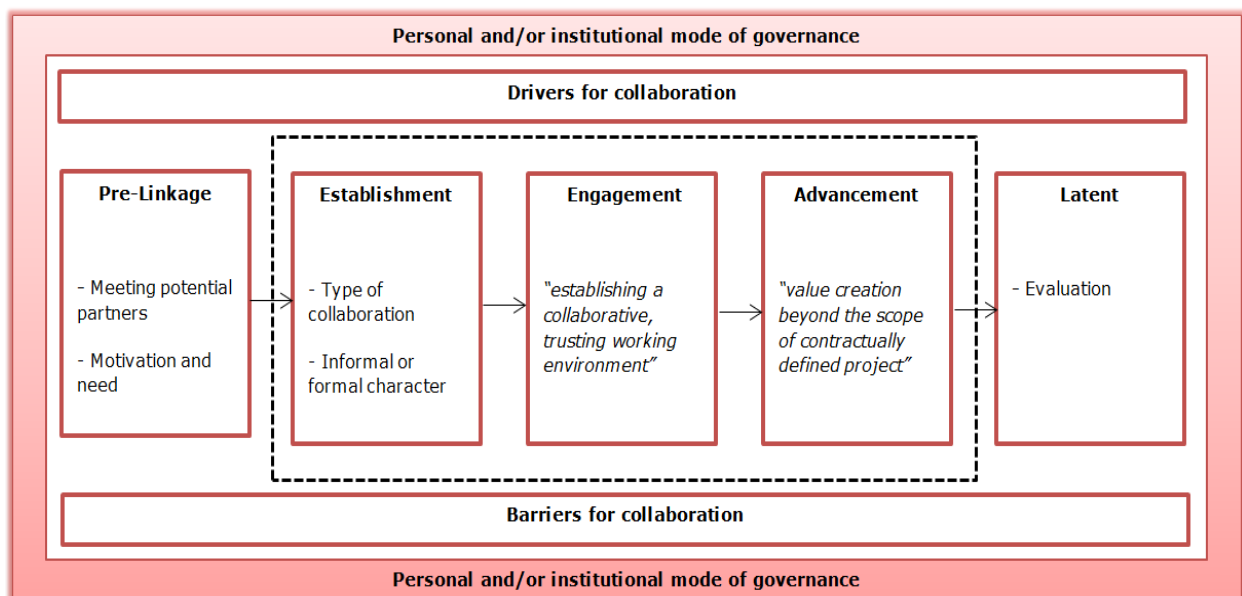 Personal and/or institutional mode of governance
Drivers for collaboration
Pre-Linkage
- Meeting potential
partners
- Motivation and
need
Establishment
- Type of
collaboration
- Informal or
formal character
Engagement
“establishing a
collaborative,
trusting working
environment”
Advancement
“value creation
beyond the scope
of contractually
defined project”
Latent
- Evaluation
Barriers for collaboration
Personal and/or institutional mode of governance